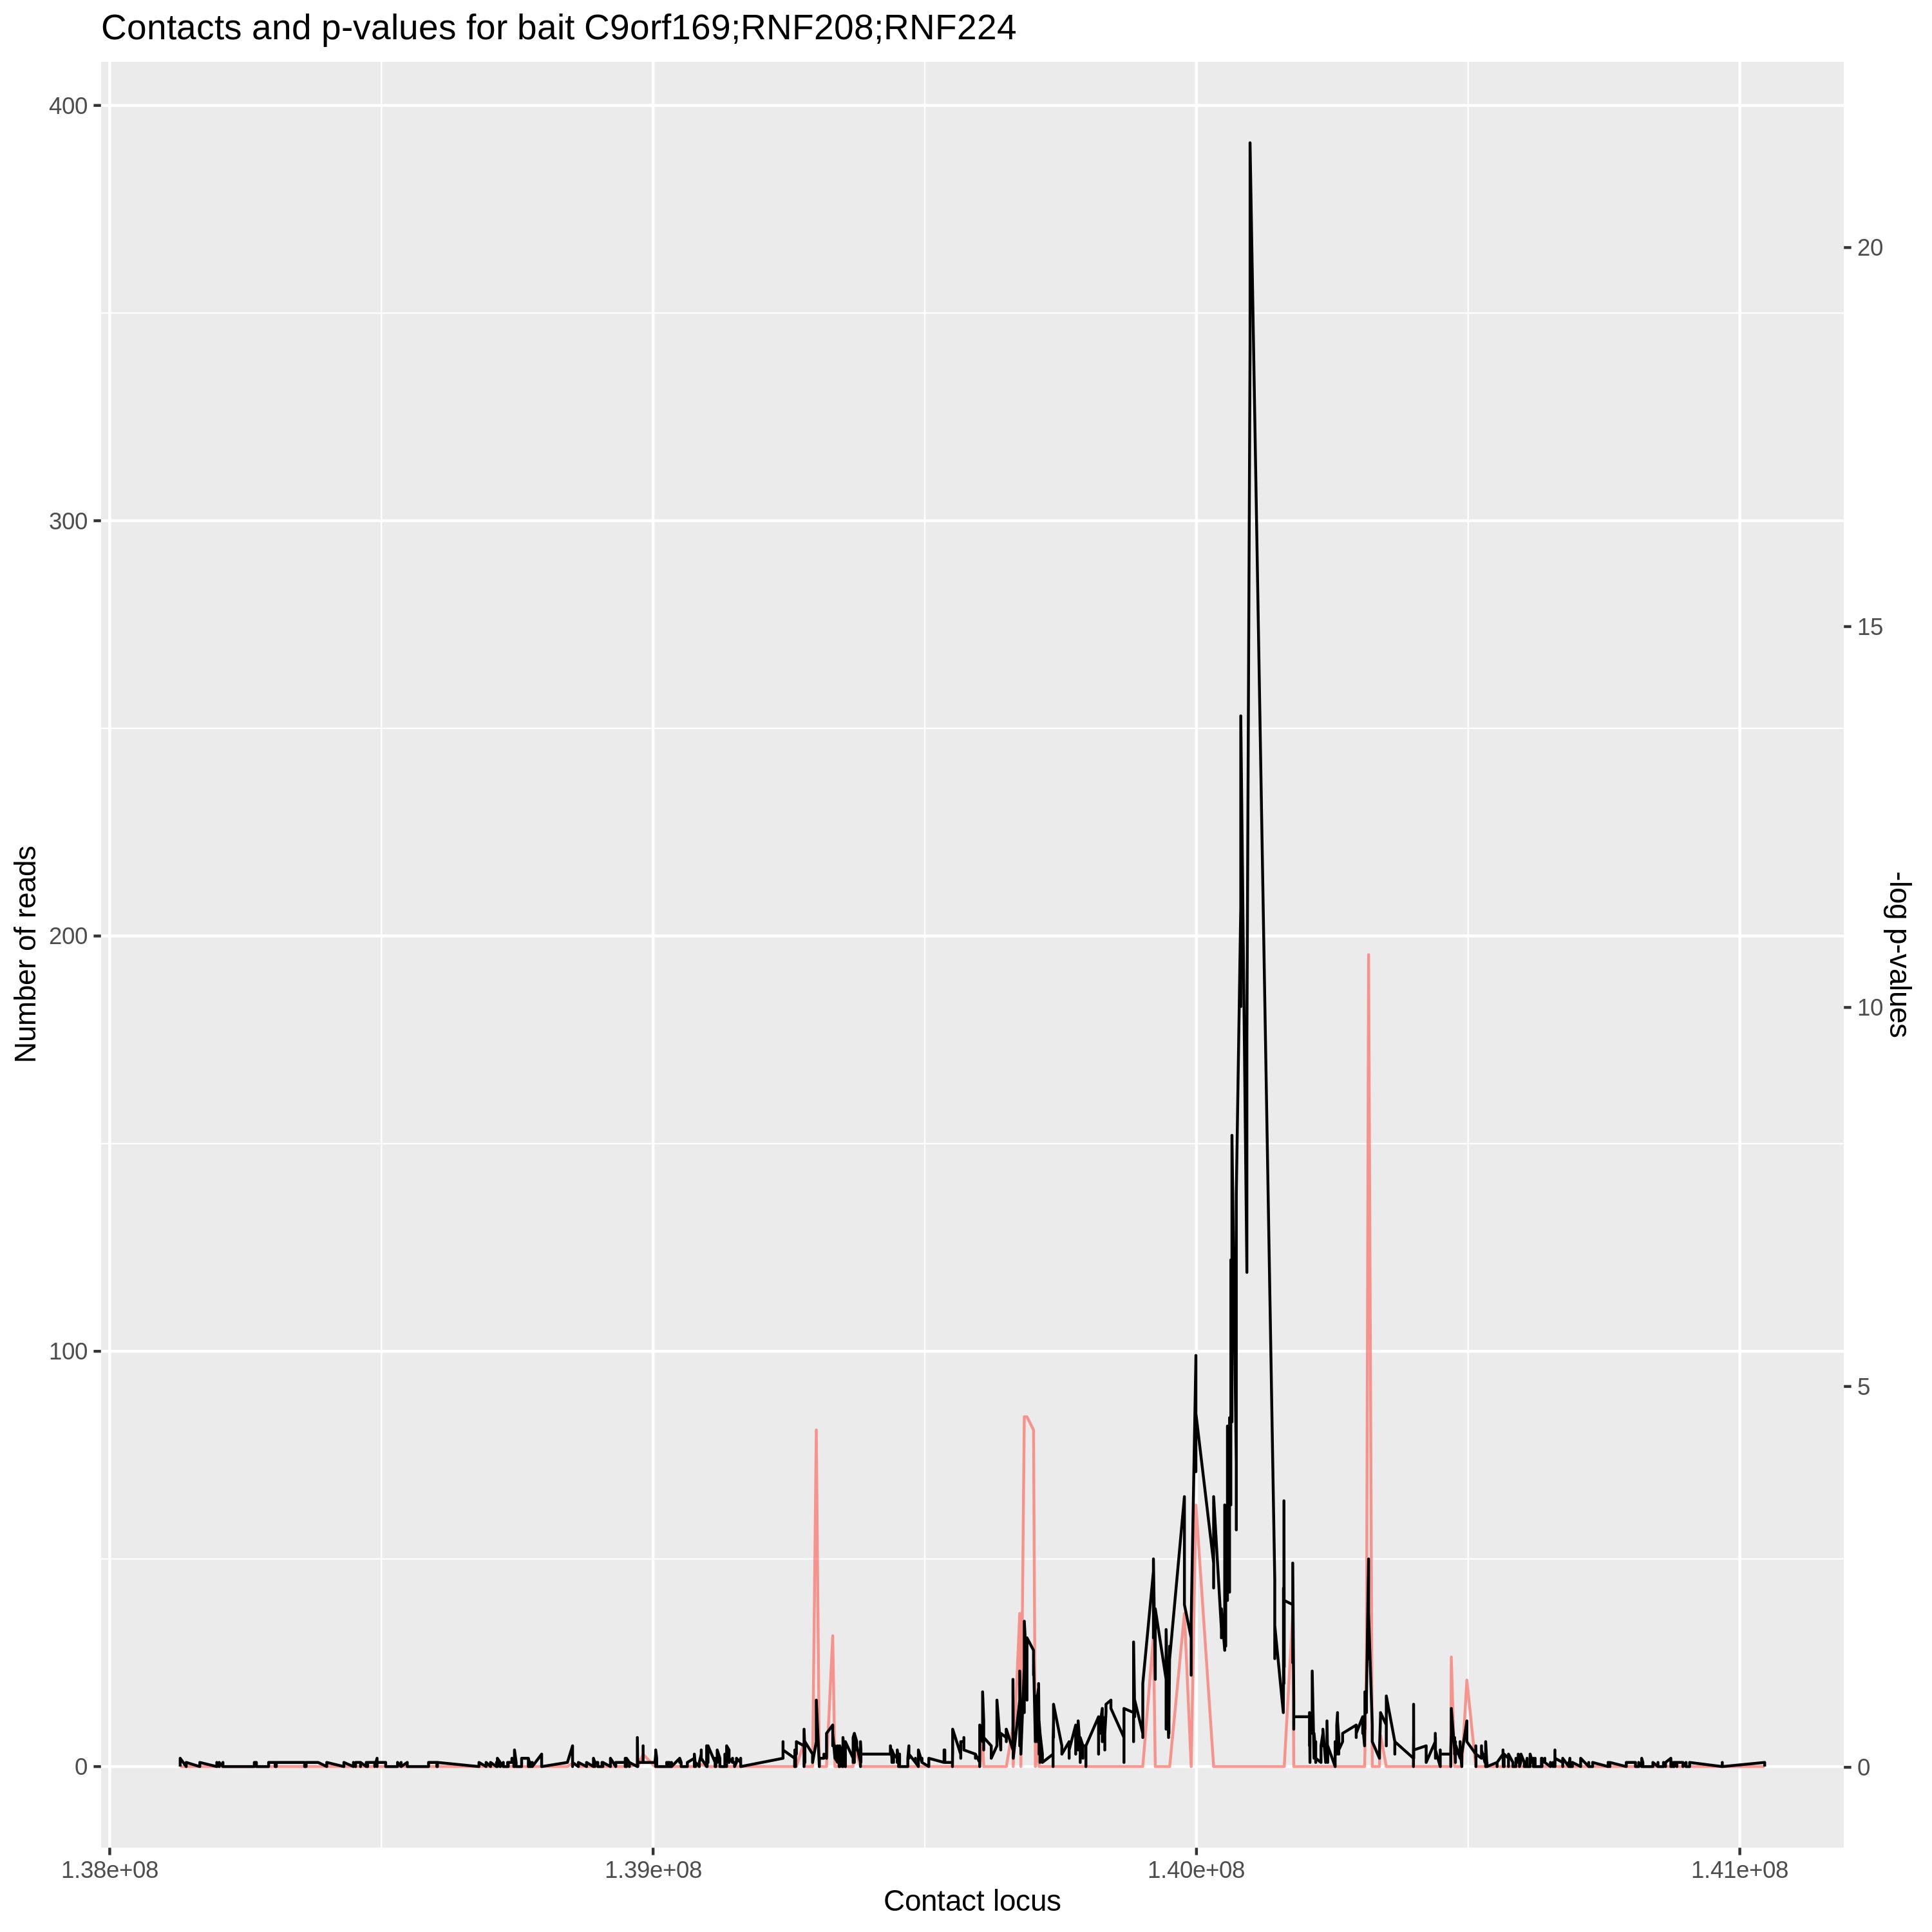 Contacts and p-values for bait C9orf169;RNF208;RNF224
400
300
200
100
0
Number of reads
20
15
10
5
0
-log p-values
1.38e+08
1.39e+08
1.40e+08
1.41e+08
Contact locus